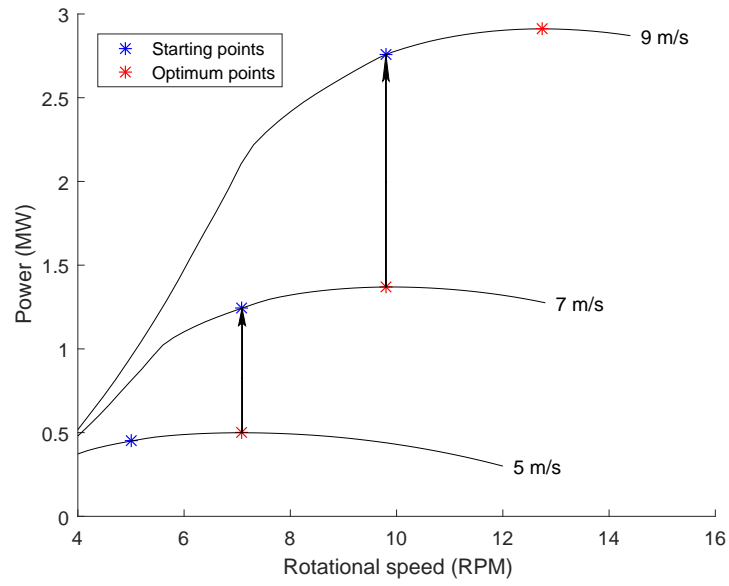 3
9 m/s
Starting points
Optimum points
2.5
2
Power (MW)
1.5
7 m/s
1
0.5
5 m/s
0
4
6
8
10
12
14
16
Rotational speed (RPM)